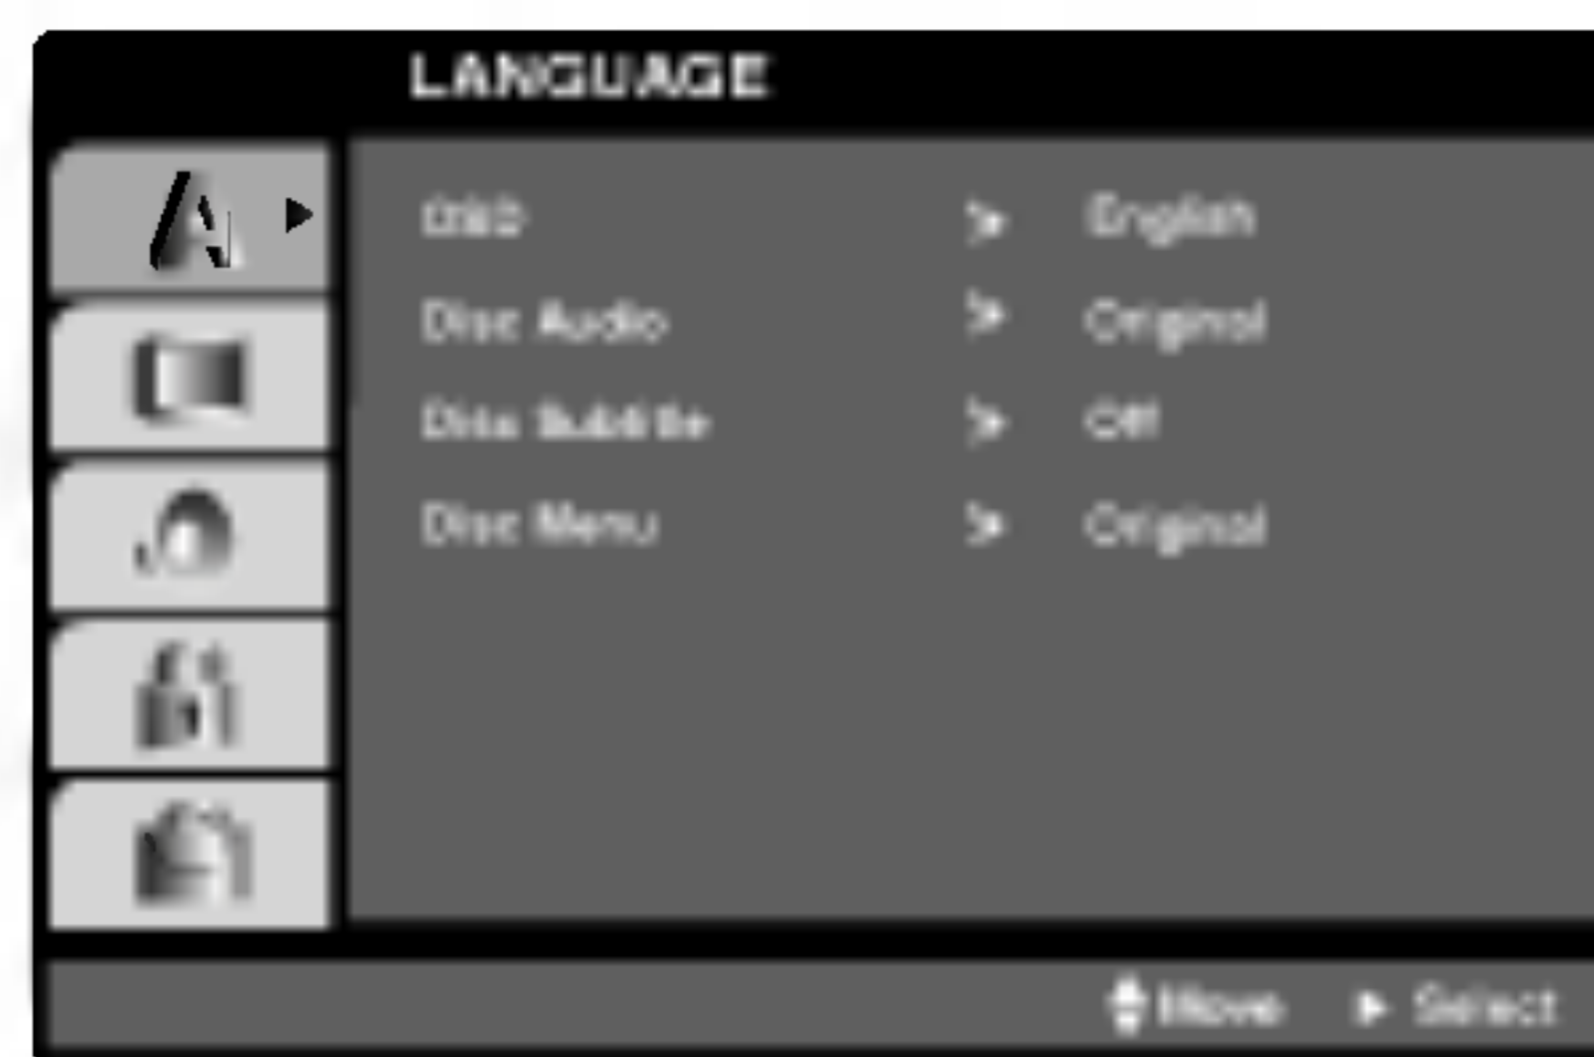 LANGUAGE
OSD > English
Disc Audio > Original
Disc Subtitle > Off
Disc Menu > Original
Move ▶ Select